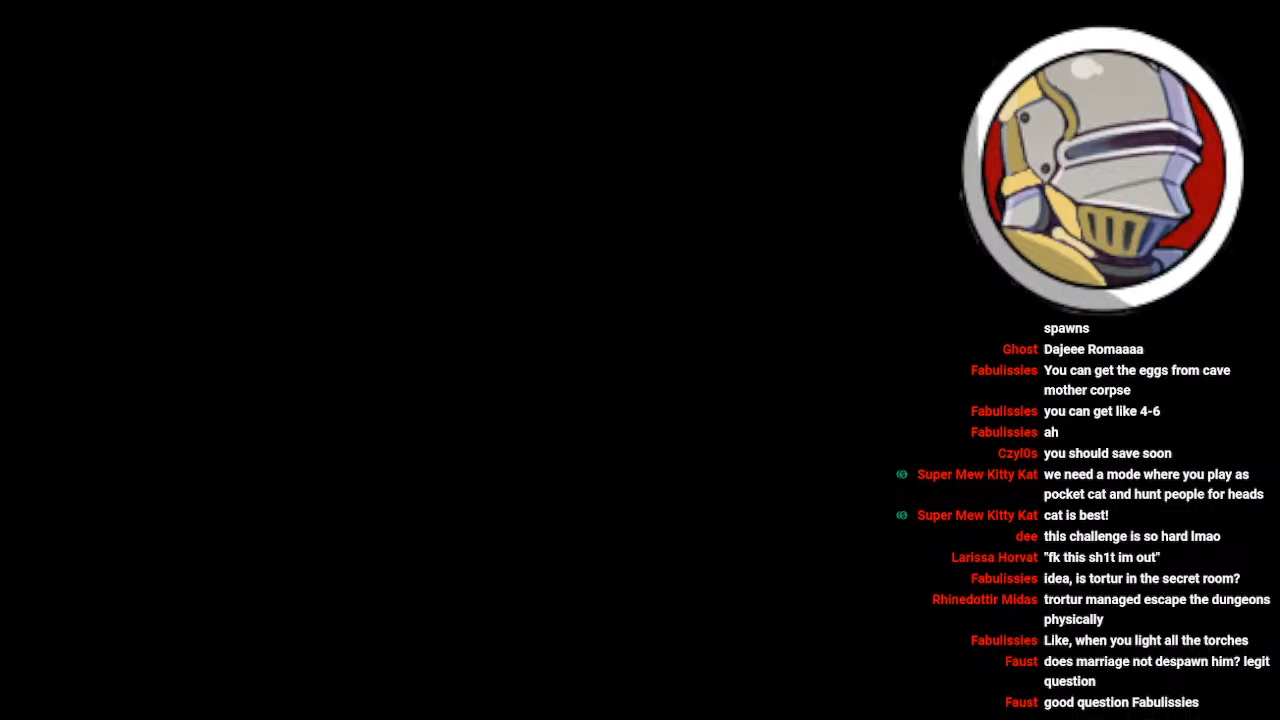 spawns
Ghost Dajeee Romaaaa
Fabulissies You can get the eggs from cave
mother corpse
Fabulissies you can get like 4-6
Fabulissies ah
Czyl0s you should save soon
Super Mew Kitty Kat we need a mode where you play as
pocket cat and hunt people for heads
Super Mew Kitty Kat cat is best!
dee this challenge is so hard lmao
Larissa Horvat "fk this sh1t im out"
Fabulissies idea, is tortur in the secret room?
Rhinedottir Midas trortur managed escape the dungeons
physically
Fabulissies Like, when you light all the torches
Faust does marriage not despawn him? legit
question
Faust good question Fabulissies